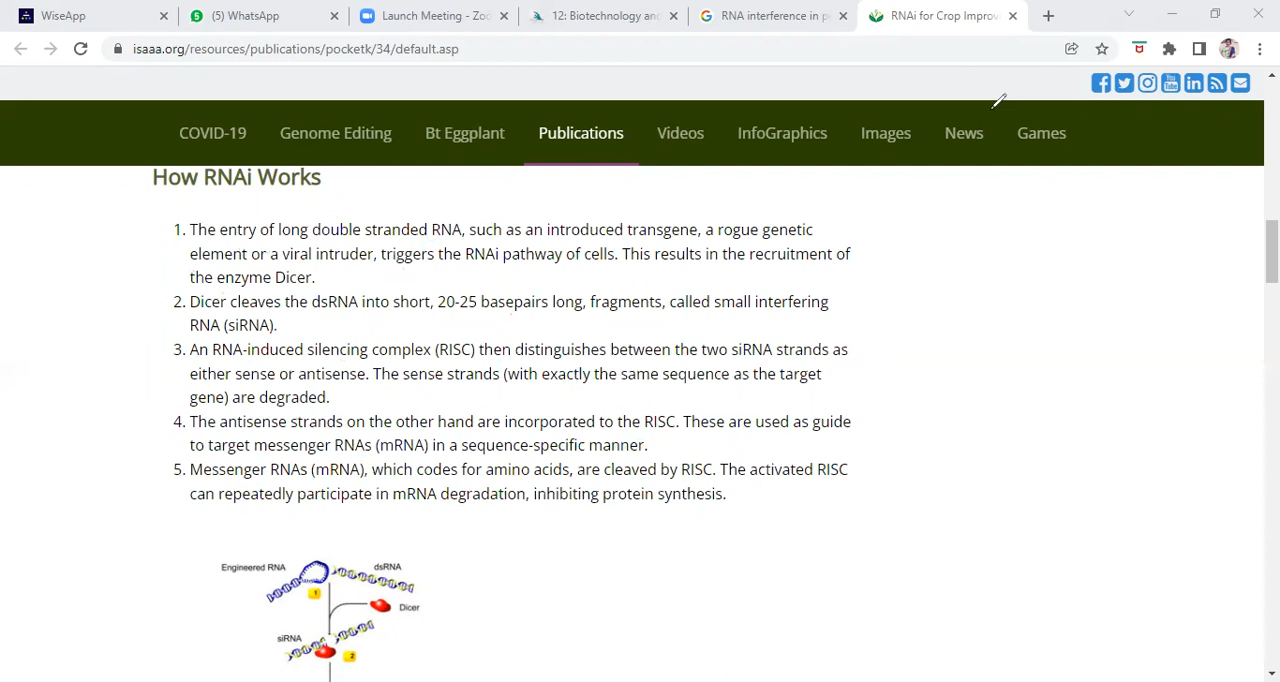 WiseApp
(5) WhatsApp
Launch Meeting - Zoo
12: Biotechnology and
RNA interference in pe
RNAi for Crop Improv
isaaa.org/resources/publications/pocketk/34/default.asp
COVID-19 Genome Editing Bt Eggplant Publications Videos InfoGraphics Images News Games
How RNAi Works
1. The entry of long double stranded RNA, such as an introduced transgene, a rogue genetic
element or a viral intruder, triggers the RNAi pathway of cells. This results in the recruitment of
the enzyme Dicer.
2. Dicer cleaves the dsRNA into short, 20-25 basepairs long, fragments, called small interfering
RNA (siRNA).
3. An RNA-induced silencing complex (RISC) then distinguishes between the two siRNA strands as
either sense or antisense. The sense strands (with exactly the same sequence as the target
gene) are degraded.
4. The antisense strands on the other hand are incorporated to the RISC. These are used as guide
to target messenger RNAs (mRNA) in a sequence-specific manner.
5. Messenger RNAs (mRNA), which codes for amino acids, are cleaved by RISC. The activated RISC
can repeatedly participate in mRNA degradation, inhibiting protein synthesis.
Engineered RNA
dsRNA
1
Dicer
siRNA
2